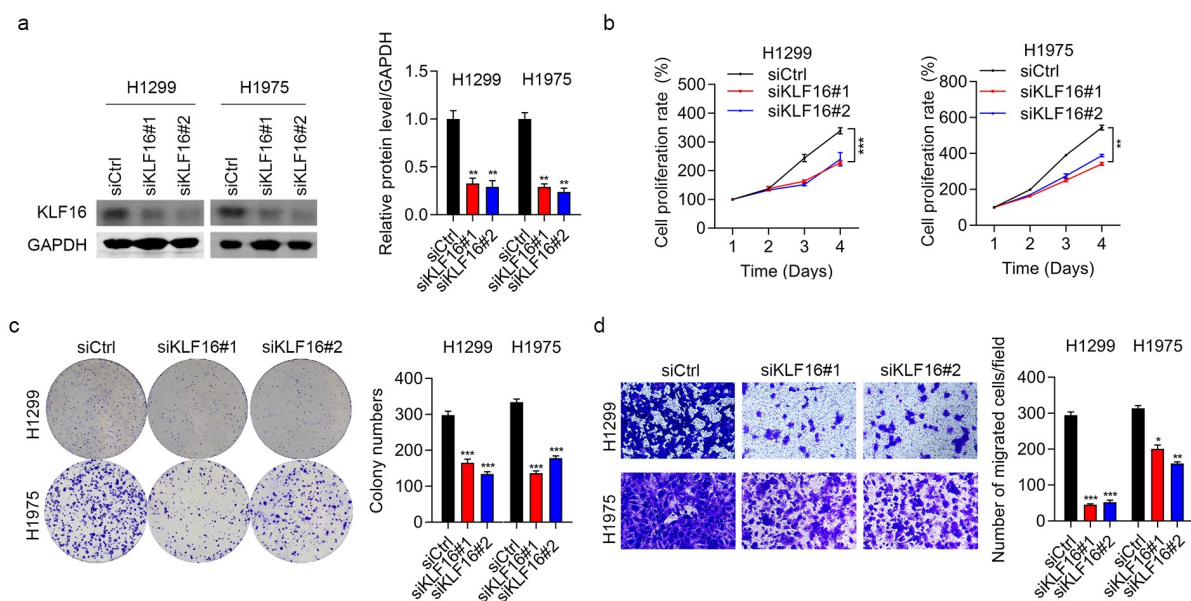 a
H1299 H1975
siCtrl siKLF16#1 siKLF16#2 siCtrl siKLF16#1 siKLF16#2
KLF16
GAPDH
Relative protein level/GAPDH
H1299 H1975
1.5
1.0
0.5
0.0
** ** ** **
siCtrl siKLF16#1 siKLF16#2 siCtrl siKLF16#1 siKLF16#2
b
H1299
siCtrl
siKLF16#1
siKLF16#2
Cell proliferation rate (%)
500
400
300
200
100
0
***
1 2 3 4
Time (Days)
H1975
siCtrl
siKLF16#1
siKLF16#2
Cell proliferation rate (%)
800
600
400
200
0
**
1 2 3 4
Time (Days)
c
siCtrl siKLF16#1 siKLF16#2
H1299
H1975
H1299 H1975
Colony numbers
400
300
200
100
0
*** *** *** ***
siCtrl siKLF16#1 siKLF16#2 siCtrl siKLF16#1 siKLF16#2
d
siCtrl siKLF16#1 siKLF16#2
H1299
H1975
H1299 H1975
Number of migrated cells/field
400
300
200
100
0
*** *** * **
siCtrl siKLF16#1 siKLF16#2 siCtrl siKLF16#1 siKLF16#2